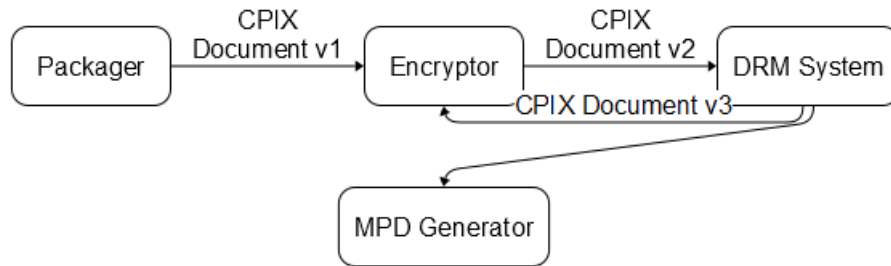 CPIX
Document v1
CPIX
Document v2
Packager
Encryptor
DRM System
CPIX Document v3
MPD Generator